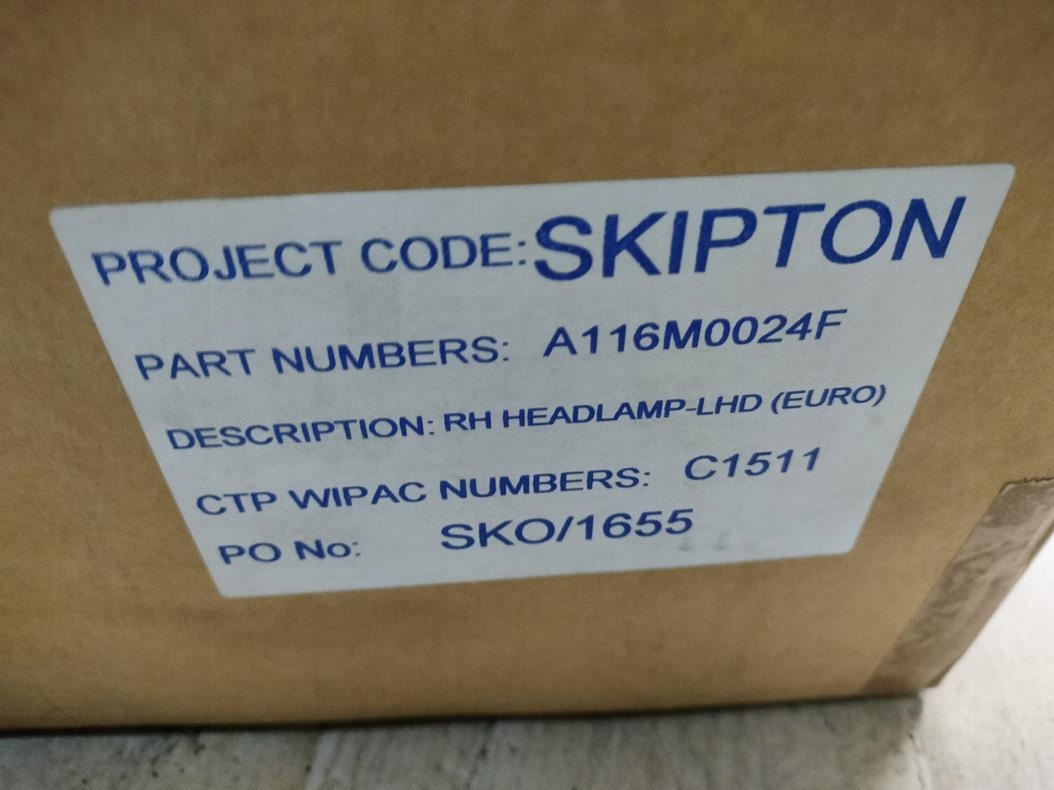 PROJECT CODE: SKIPTON
PART NUMBERS: A116M0024F
DESCRIPTION: RH HEADLAMP-LHD (EURO)
CTP WIPAC NUMBERS: C1511
PO No: SKO/1655